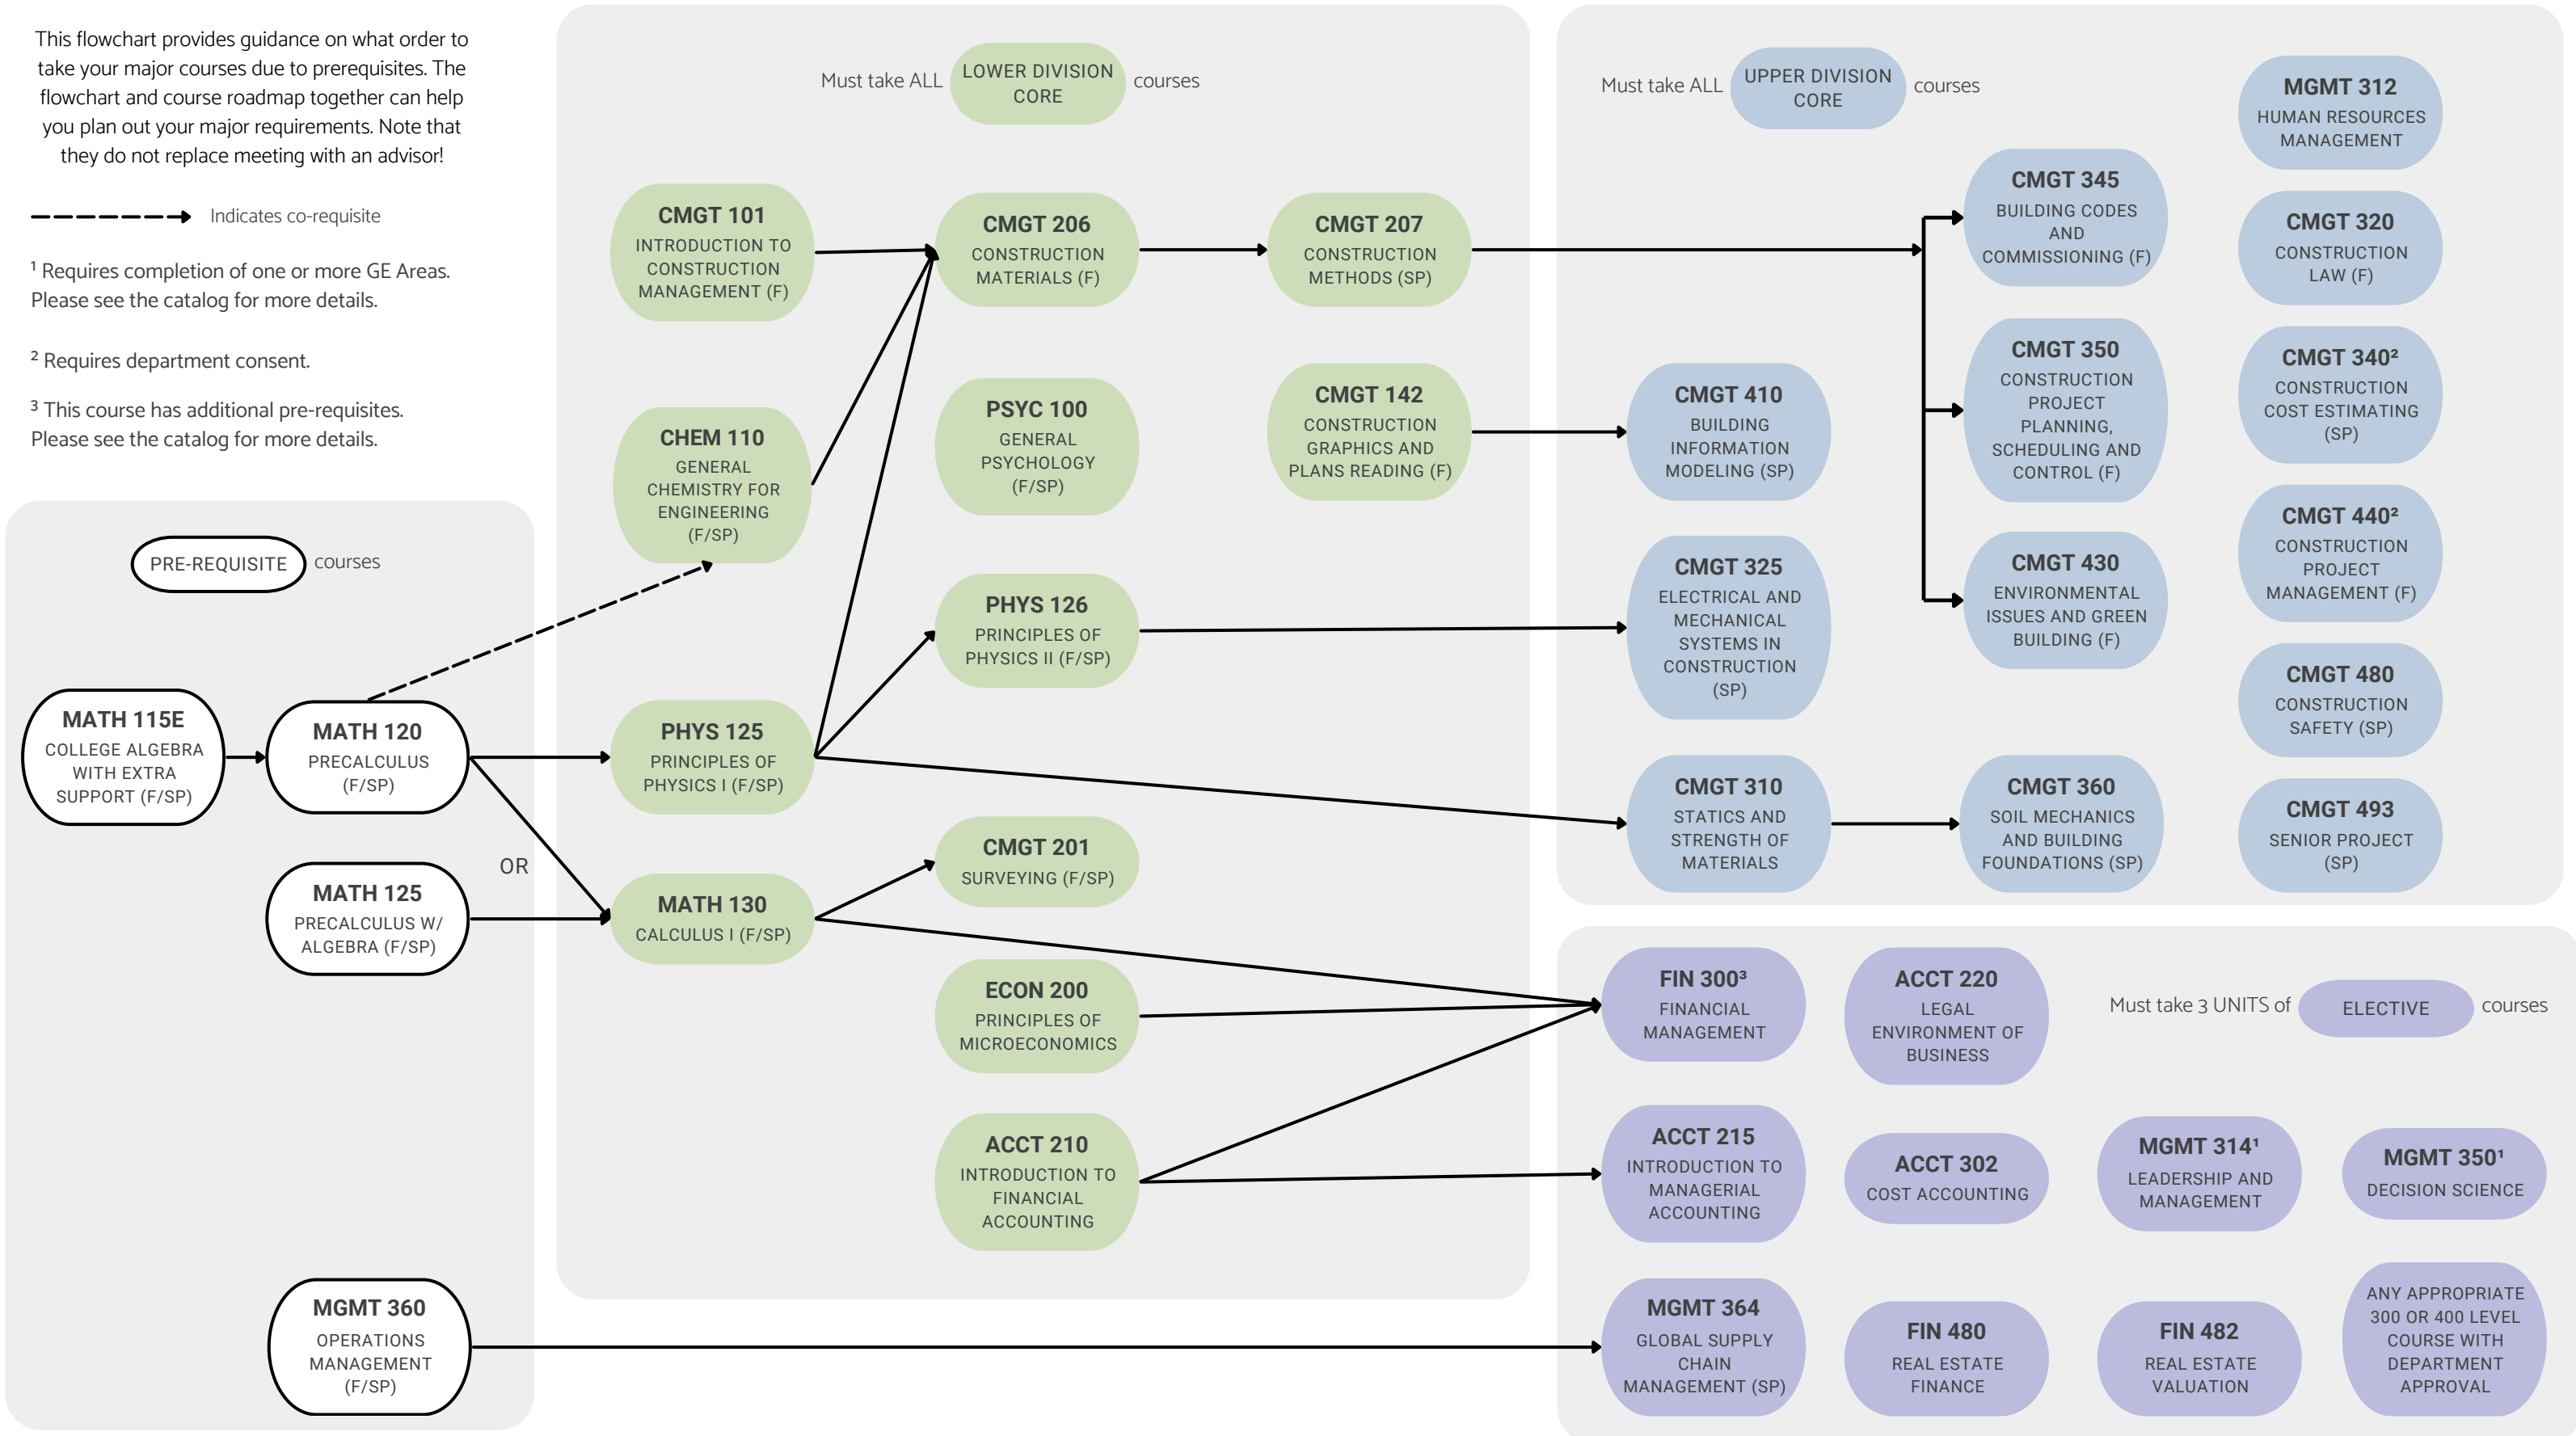 This flowchart provides guidance on what order to
take your major courses due to prerequisites. The
flowchart and course roadmap together can help
you plan out your major requirements. Note that
they do not replace meeting with an advisor!
Indicates co-requisite
¹ Requires completion of one or more GE Areas.
Please see the catalog for more details.
² Requires department consent.
³ This course has additional pre-requisites.
Please see the catalog for more details.
PRE-REQUISITE courses
MATH 115E
COLLEGE ALGEBRA
WITH EXTRA
SUPPORT (F/SP)
MATH 120
PRECALCULUS
(F/SP)
OR
MATH 125
PRECALCULUS W/
ALGEBRA (F/SP)
MGMT 360
OPERATIONS
MANAGEMENT
(F/SP)
Must take ALL LOWER DIVISION
CORE
courses
CMGT 101
INTRODUCTION TO
CONSTRUCTION
MANAGEMENT (F)
CHEM 110
GENERAL
CHEMISTRY FOR
ENGINEERING
(F/SP)
PHYS 125
PRINCIPLES OF
PHYSICS I (F/SP)
MATH 130
CALCULUS I (F/SP)
CMGT 206
CONSTRUCTION
MATERIALS (F)
PSYC 100
GENERAL
PSYCHOLOGY
(F/SP)
PHYS 126
PRINCIPLES OF
PHYSICS II (F/SP)
CMGT 201
SURVEYING (F/SP)
ECON 200
PRINCIPLES OF
MICROECONOMICS
ACCT 210
INTRODUCTION TO
FINANCIAL
ACCOUNTING
CMGT 207
CONSTRUCTION
METHODS (SP)
CMGT 142
CONSTRUCTION
GRAPHICS AND
PLANS READING (F)
Must take ALL UPPER DIVISION
CORE
courses
CMGT 410
BUILDING
INFORMATION
MODELING (SP)
CMGT 325
ELECTRICAL AND
MECHANICAL
SYSTEMS IN
CONSTRUCTION
(SP)
CMGT 310
STATICS AND
STRENGTH OF
MATERIALS
CMGT 345
BUILDING CODES
AND
COMMISSIONING (F)
CMGT 350
CONSTRUCTION
PROJECT
PLANNING,
SCHEDULING AND
CONTROL (F)
CMGT 430
ENVIRONMENTAL
ISSUES AND GREEN
BUILDING (F)
CMGT 360
SOIL MECHANICS
AND BUILDING
FOUNDATIONS (SP)
MGMT 312
HUMAN RESOURCES
MANAGEMENT
CMGT 320
CONSTRUCTION
LAW (F)
CMGT 340²
CONSTRUCTION
COST ESTIMATING
(SP)
CMGT 440²
CONSTRUCTION
PROJECT
MANAGEMENT (F)
CMGT 480
CONSTRUCTION
SAFETY (SP)
CMGT 493
SENIOR PROJECT
(SP)
Must take 3 UNITS of ELECTIVE courses
FIN 300³
FINANCIAL
MANAGEMENT
ACCT 220
LEGAL
ENVIRONMENT OF
BUSINESS
ACCT 215
INTRODUCTION TO
MANAGERIAL
ACCOUNTING
ACCT 302
COST ACCOUNTING
MGMT 314¹
LEADERSHIP AND
MANAGEMENT
MGMT 350¹
DECISION SCIENCE
MGMT 364
GLOBAL SUPPLY
CHAIN
MANAGEMENT (SP)
FIN 480
REAL ESTATE
FINANCE
FIN 482
REAL ESTATE
VALUATION
ANY APPROPRIATE
300 OR 400 LEVEL
COURSE WITH
DEPARTMENT
APPROVAL